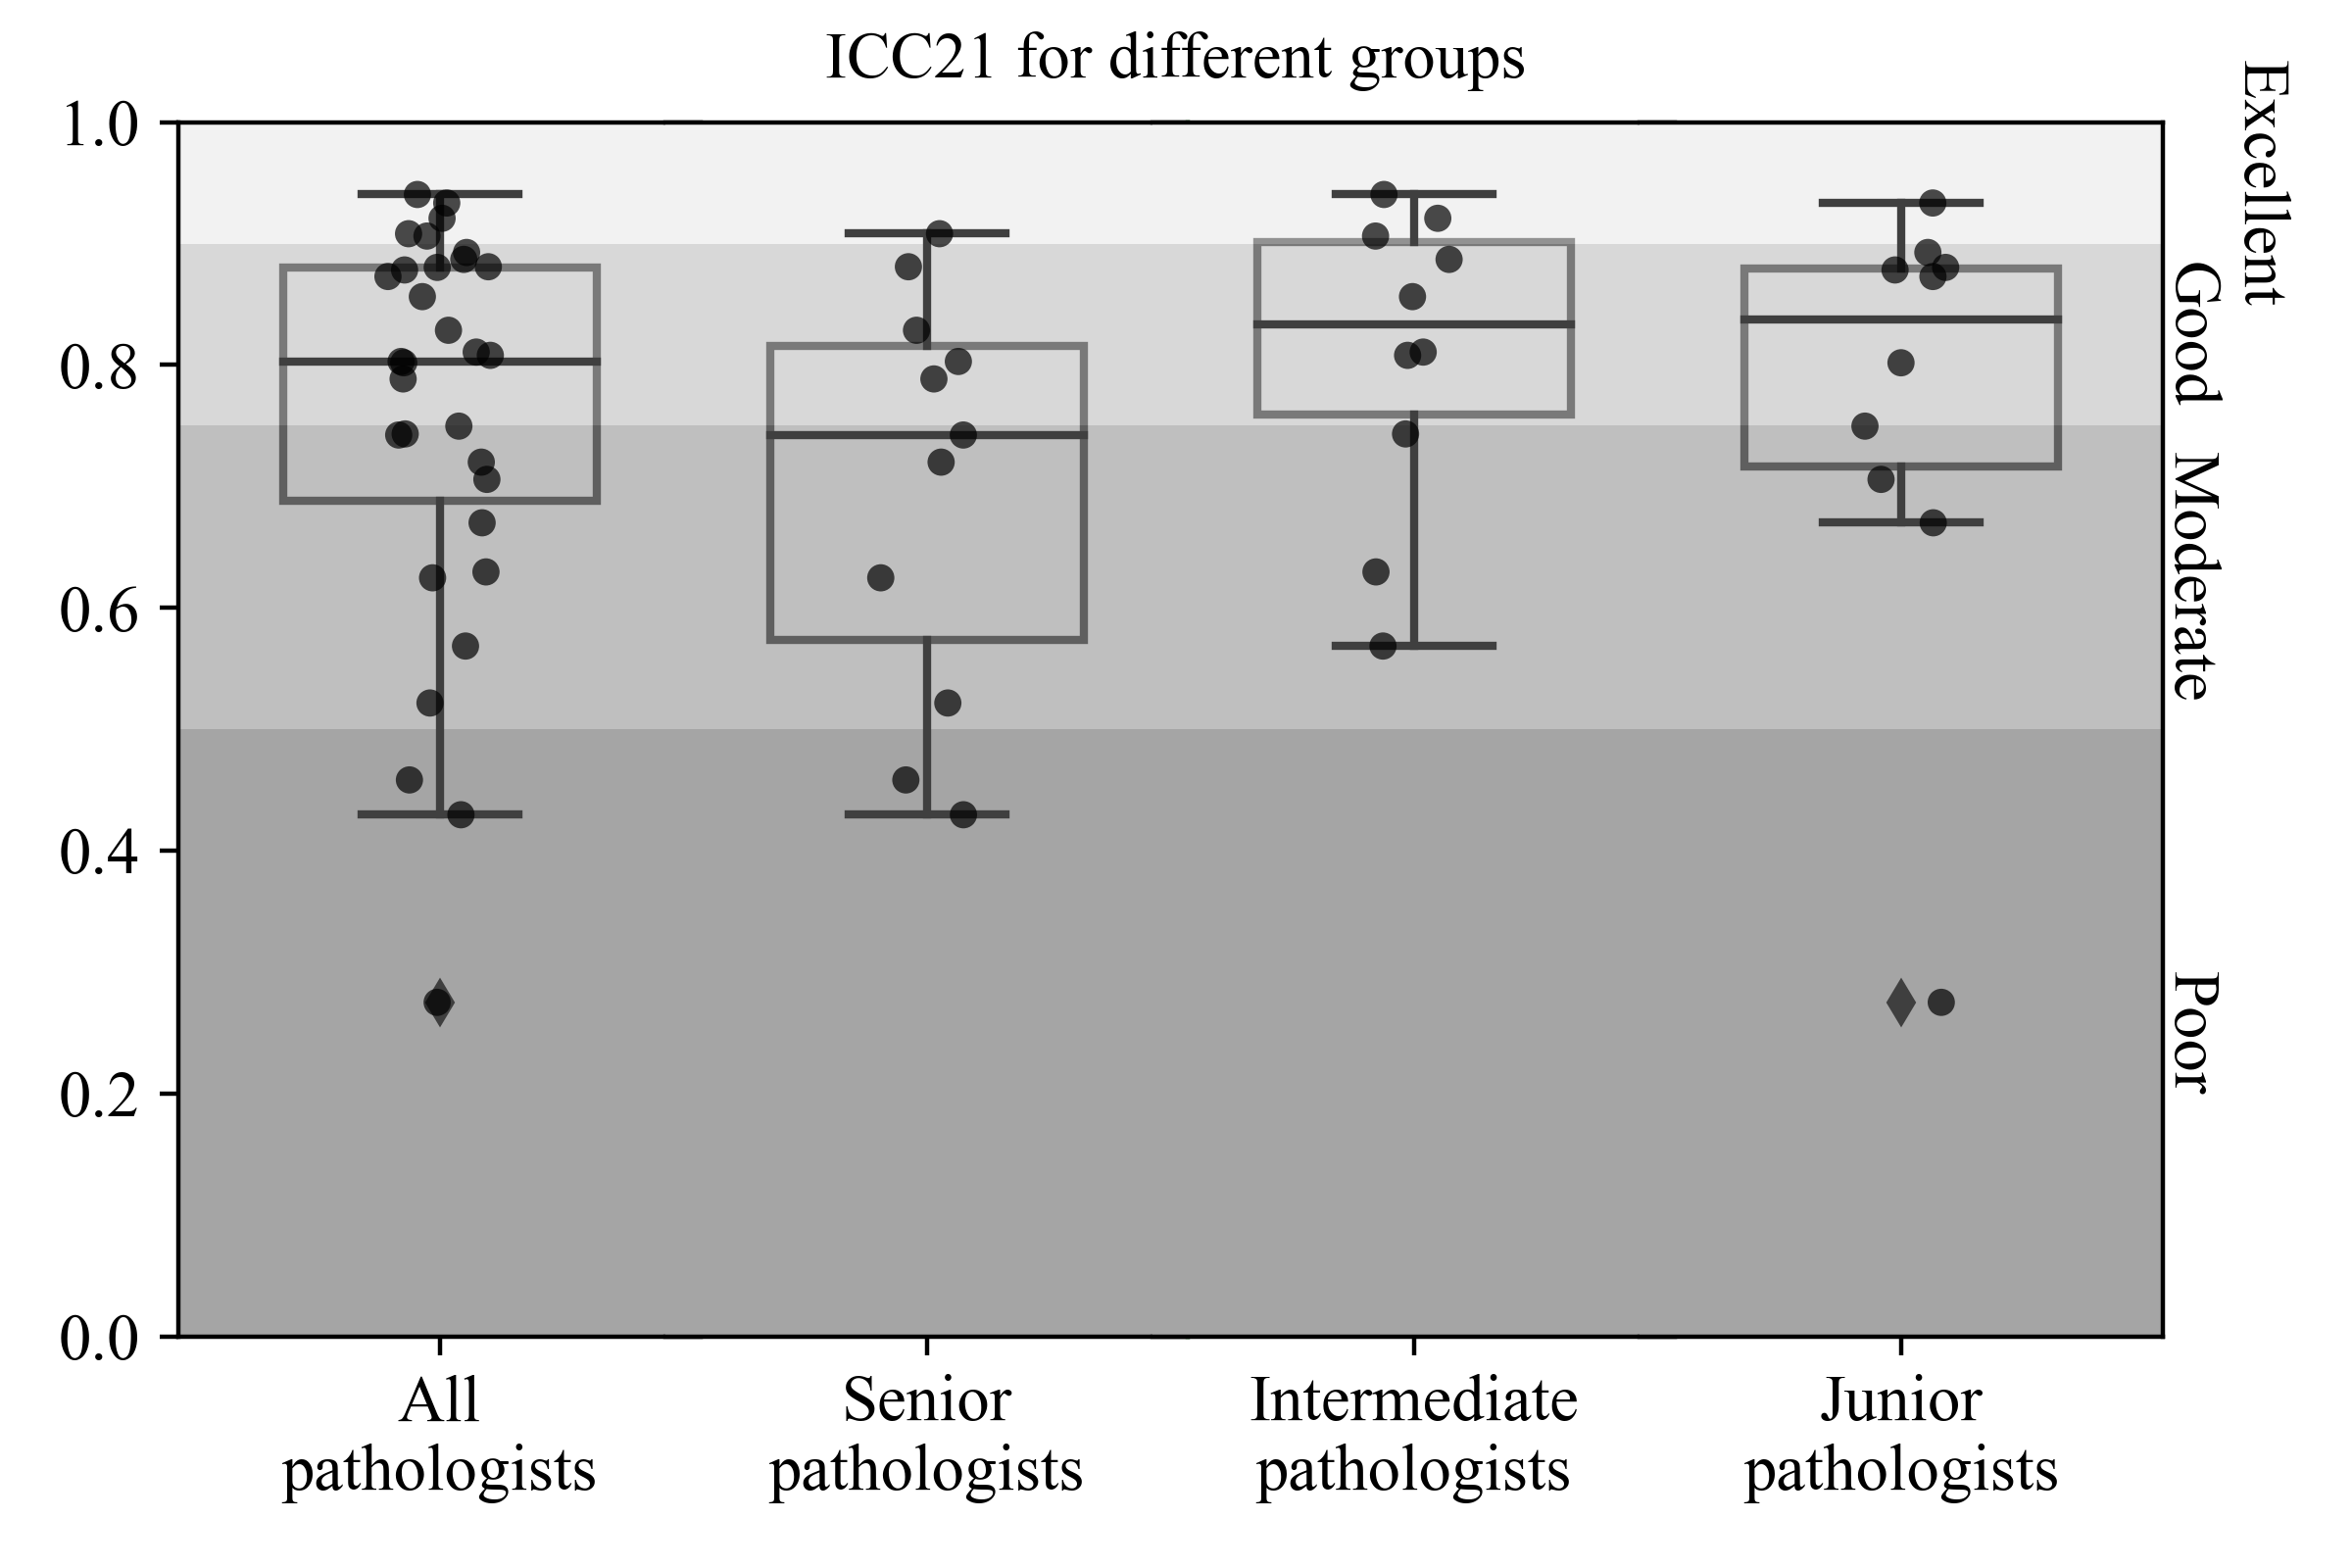 ICC21 for different groups
1.0
0.8
0.6
0.4
0.2
0.0
Excellent
Good
Moderate
Poor
All
pathologists
Senior
pathologists
Intermediate
pathologists
Junior
pathologists